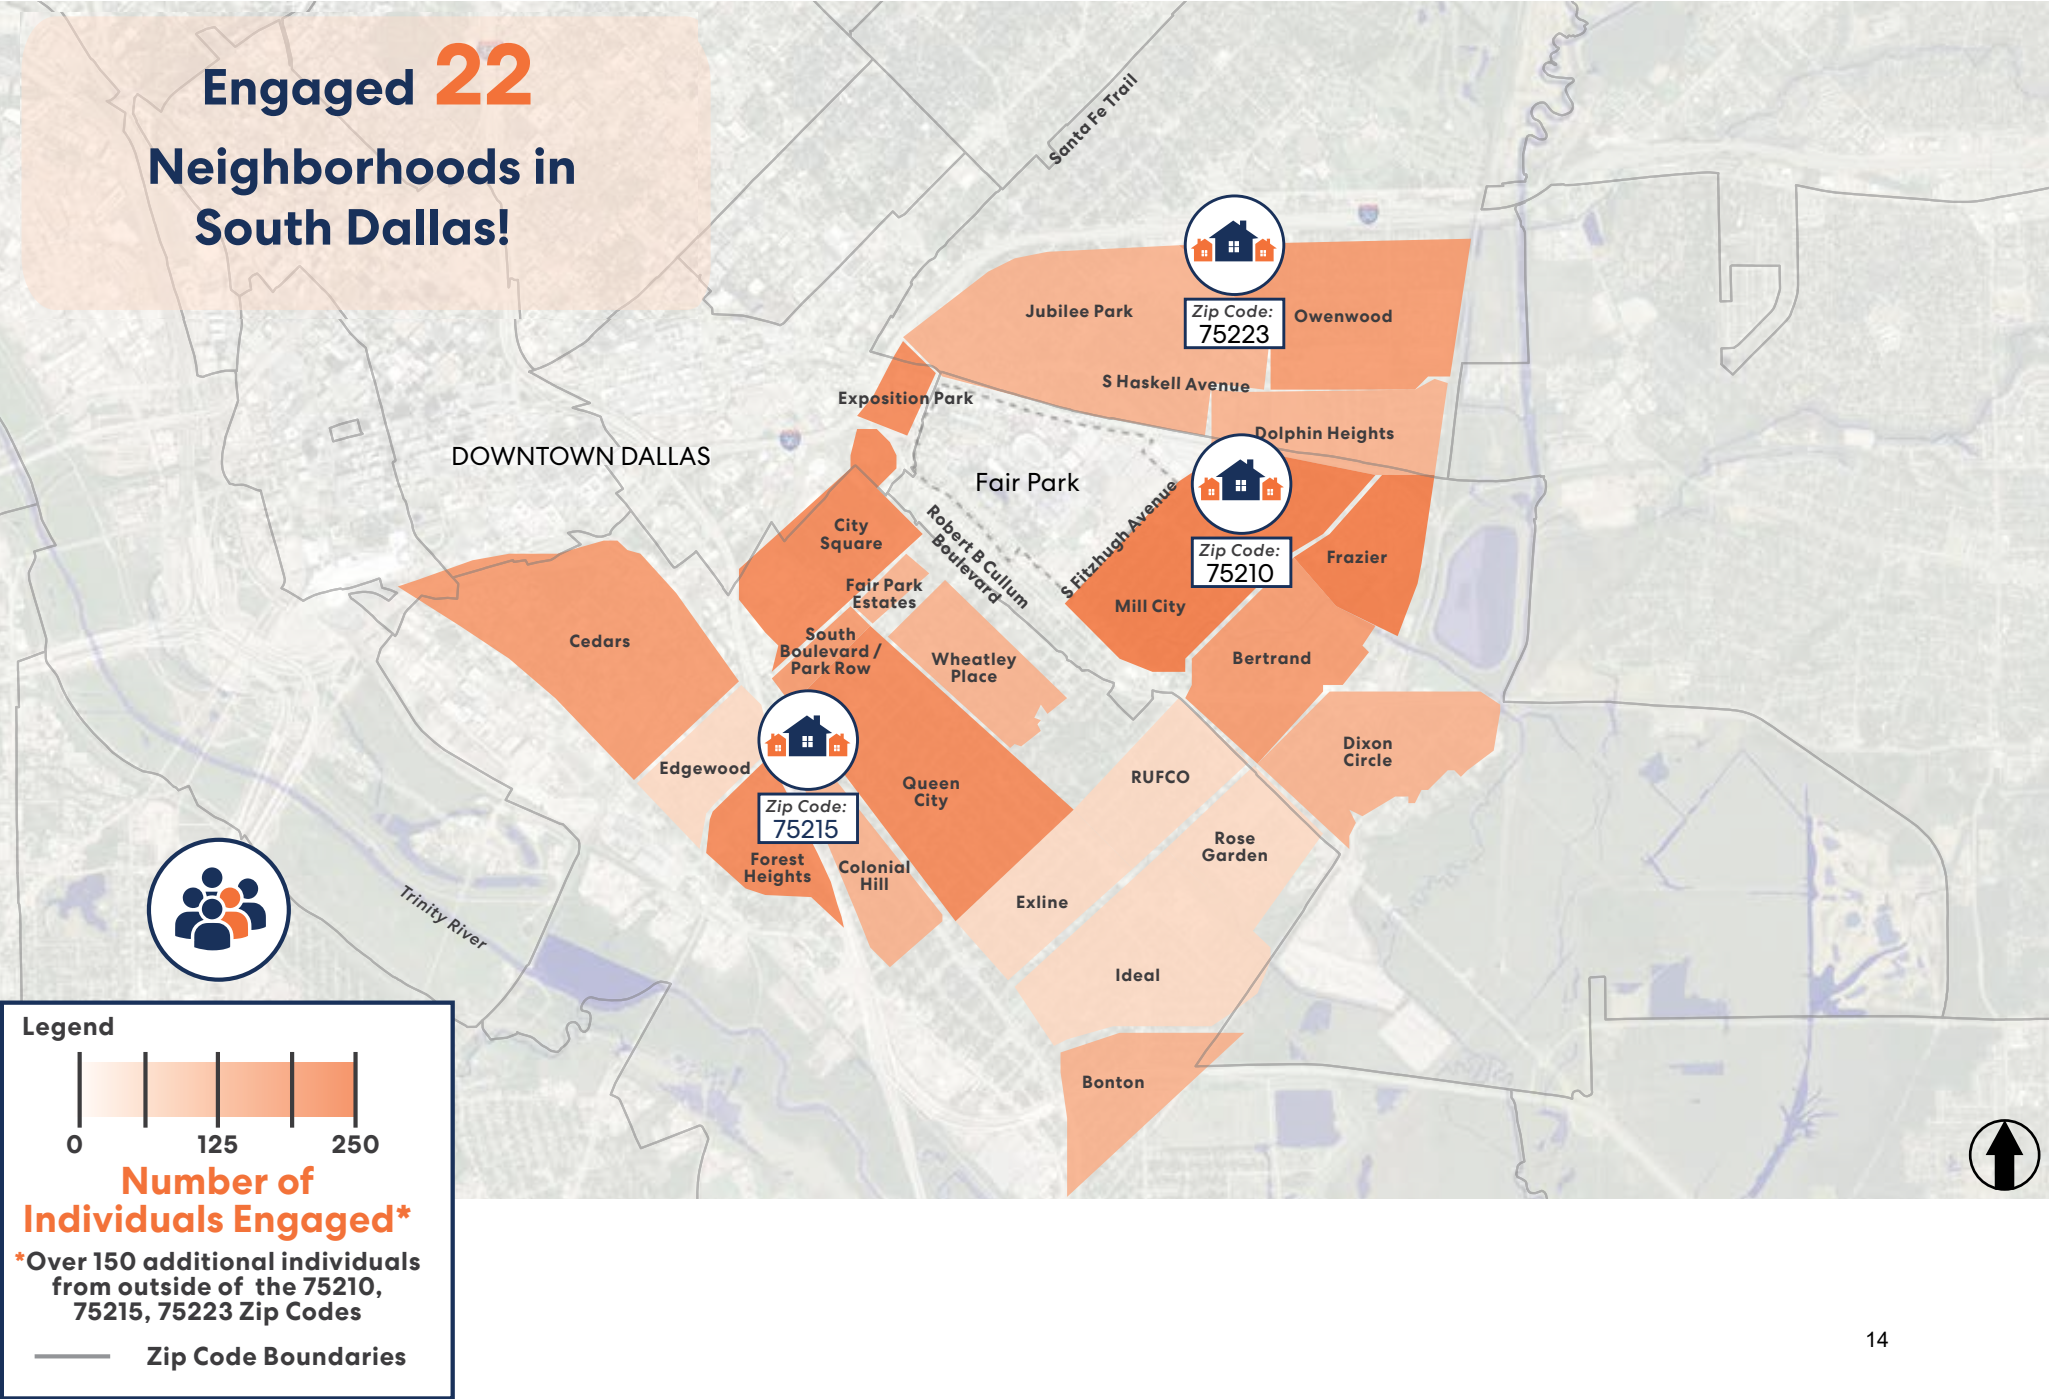 Engaged 22
Neighborhoods in
South Dallas!
Santa Fe Trail
Jubilee Park
Zip Code:
75223
Owenwood
S Haskell Avenue
Exposition Park
Dolphin Heights
DOWNTOWN DALLAS
Fair Park
City
Square
Robert B Cullum
Boulevard
S Fitzhugh Avenue
Zip Code:
75210
Frazier
Fair Park
Estates
Mill City
Cedars
South
Boulevard /
Park Row
Wheatley
Place
Bertrand
Edgewood
Zip Code:
75215
Queen
City
RUFCO
Dixon
Circle
Rose
Garden
Forest
Heights
Colonial
Hill
Exline
Trinity River
Ideal
Bonton
Legend
0 125 250
Number of
Individuals Engaged*
*Over 150 additional individuals
from outside of the 75210,
75215, 75223 Zip Codes
Zip Code Boundaries
14